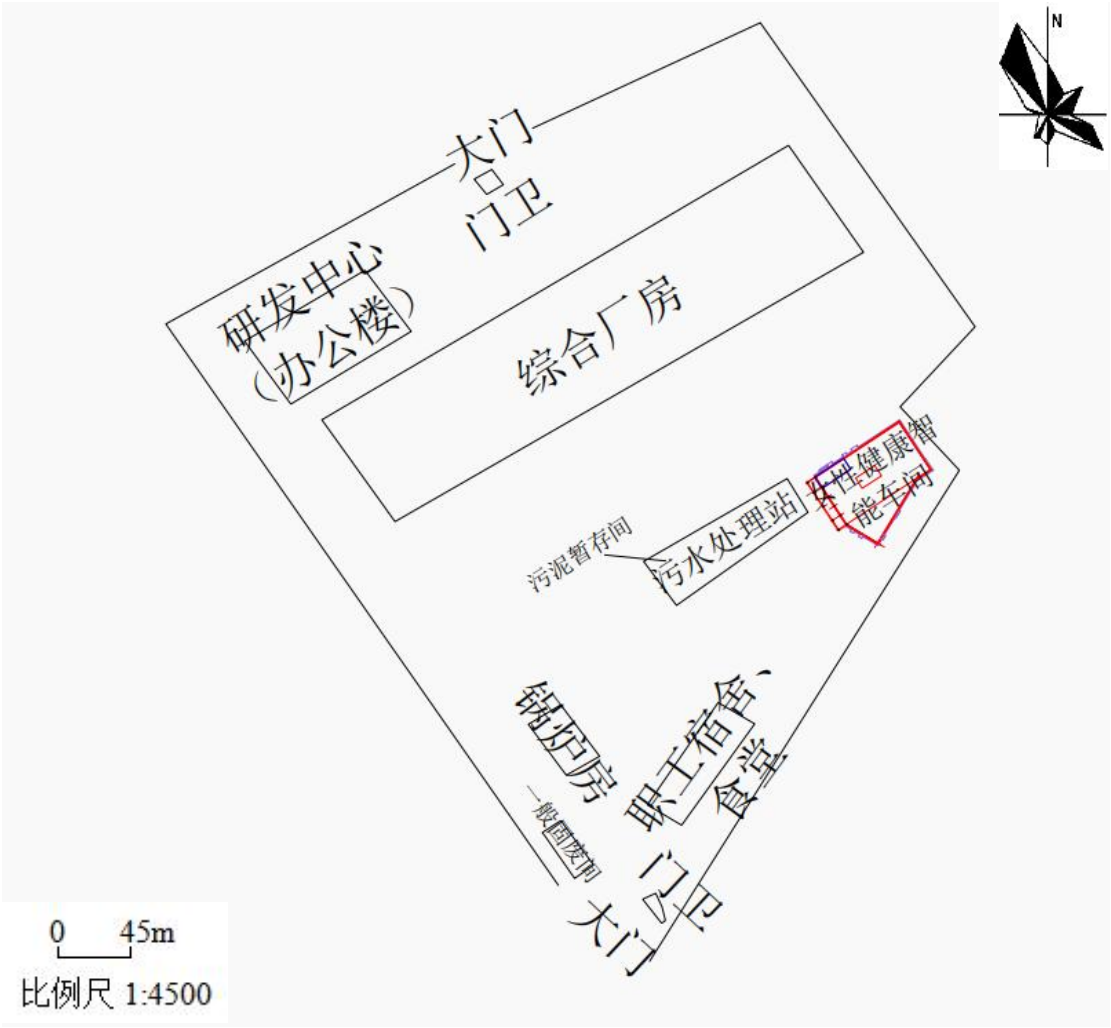 N
大门
门卫
研发中心
（办公楼）
综合厂房
女性健康智
能车间
污水处理站
污泥暂存间
锅炉房
职工宿舍、
食堂
一般固废间
门卫
大门
0 45m
比例尺 1:4500